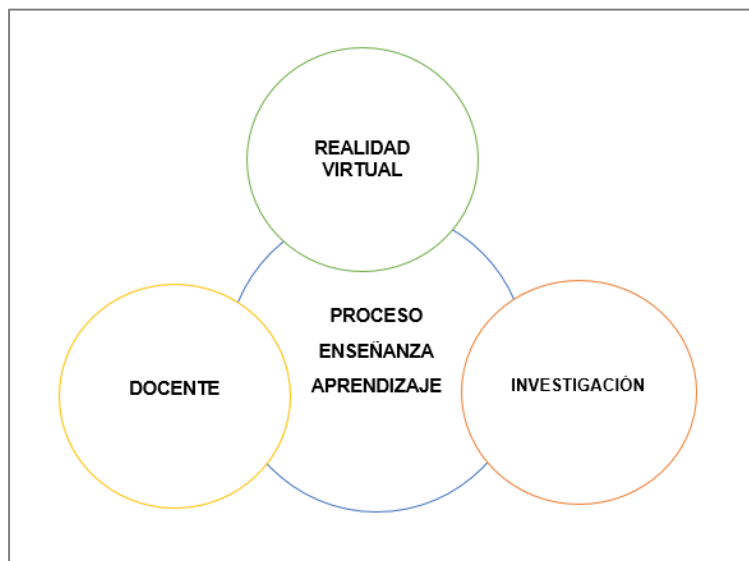 REALIDAD
VIRTUAL
PROCESO
ENSEÑANZA
APRENDIZAJE
DOCENTE
INVESTIGACIÓN